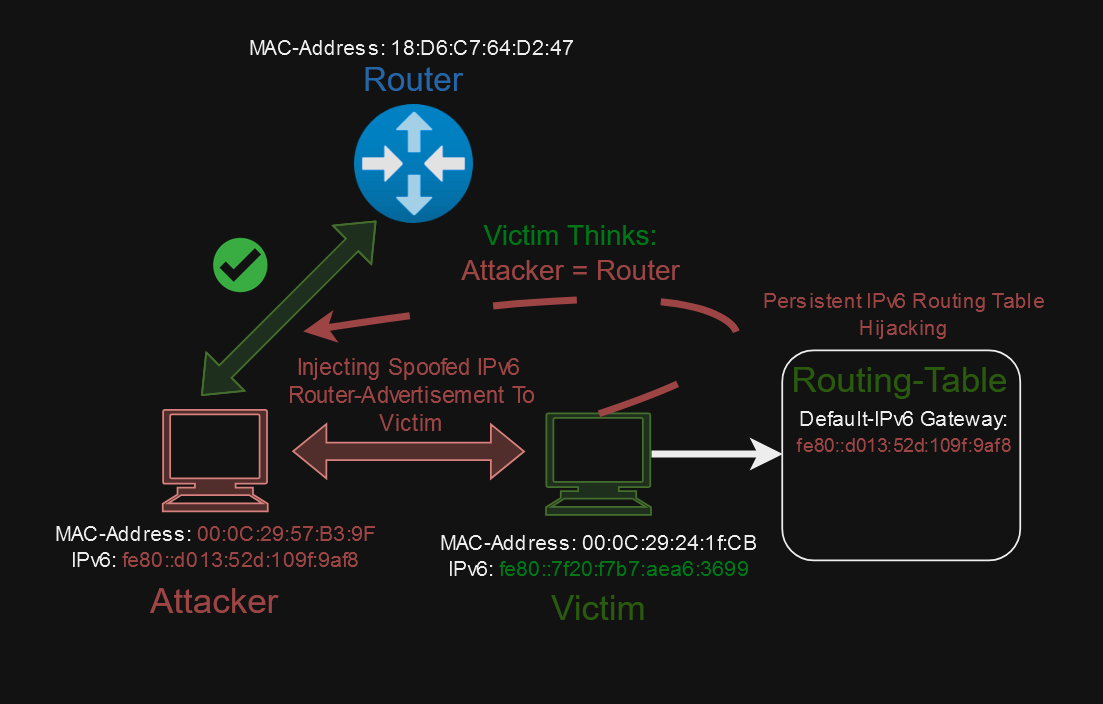 MAC-Address: 18:D6:C7:64:D2:47
Router
Victim Thinks:
Attacker = Router
Persistent IPv6 Routing Table
Hijacking
Injecting Spoofed IPv6
Router-Advertisement To
Victim
Routing-Table
Default-IPv6 Gateway:
fe80::d013:52d:109f:9af8
MAC-Address: 00:0C:29:57:B3:9F
IPv6: fe80::d013:52d:109f:9af8
Attacker
MAC-Address: 00:0C:29:24:1f:CB
IPv6: fe80::7f20:f7b7:aea6:3699
Victim